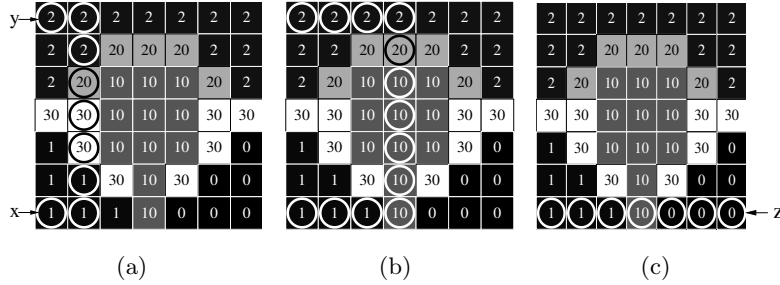 y 2 2 2 2 2 2 2 2 2 2 2 2 2 2 2 2 2 2 2 2 2
2 2 20 20 20 2 2 2 2 20 20 20 2 2 2 2 20 20 20 2 2
2 20 10 10 10 20 2 2 20 10 10 10 20 2 2 20 10 10 10 20 2
30 30 10 10 10 30 30 30 30 10 10 10 30 30 30 30 10 10 10 30 30
1 30 10 10 10 30 0 1 30 10 10 10 30 0 1 30 10 10 10 30 0
1 1 30 10 30 0 0 1 1 30 10 30 0 0 1 1 30 10 30 0 0
x 1 1 1 10 0 0 0 1 1 1 10 0 0 0 1 1 1 10 0 0 0 z
(a) (b) (c)